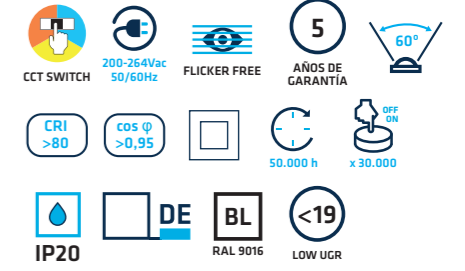 CCT SWITCH
200-264Vac
50/60Hz
FLICKER FREE
5
AÑOS DE
GARANTÍA
60°
CRI
>80
cos φ
>0,95
50.000 h
OFF
ON
x 30.000
IP20
DE
BL
RAL 9016
<19
LOW UGR